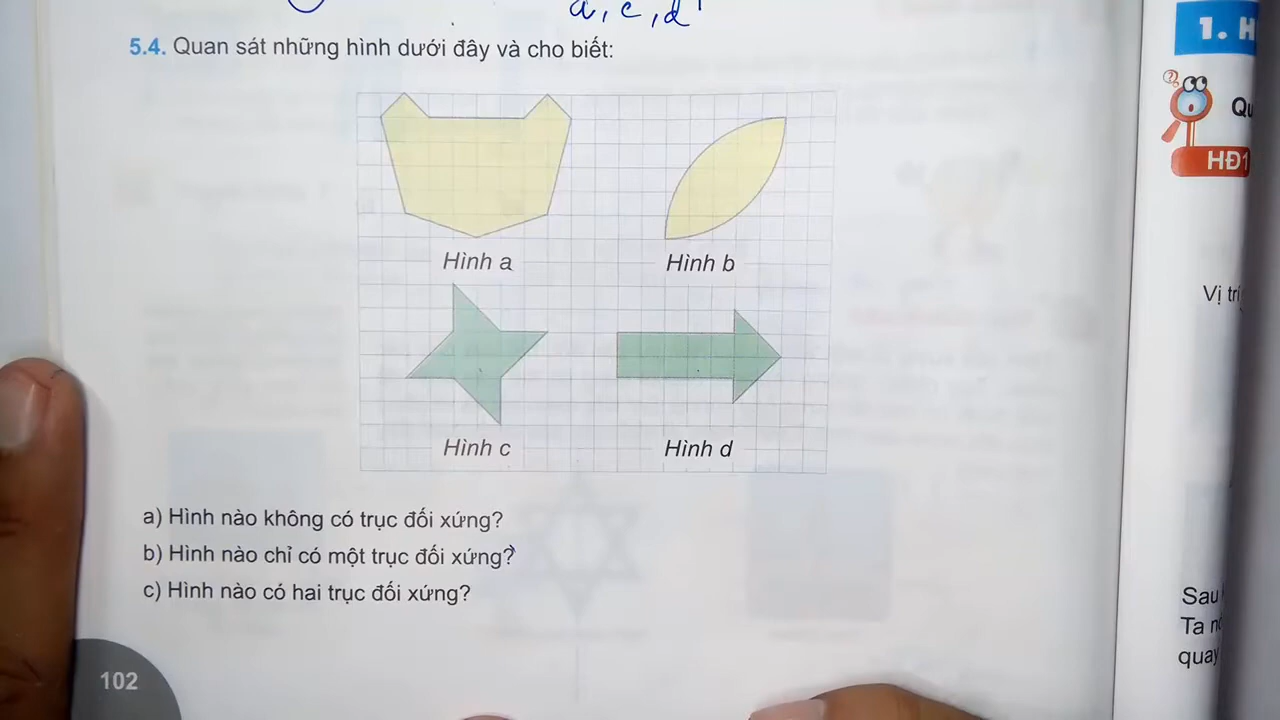 a, c, d
5.4. Quan sát những hình dưới đây và cho biết:
Hình a
Hình b
Hình c
Hình d
a) Hình nào không có trục đối xứng?
b) Hình nào chỉ có một trục đối xứng?
c) Hình nào có hai trục đối xứng?
102
1. H
?
HĐ1
Vị trí
Sau
Ta
quay